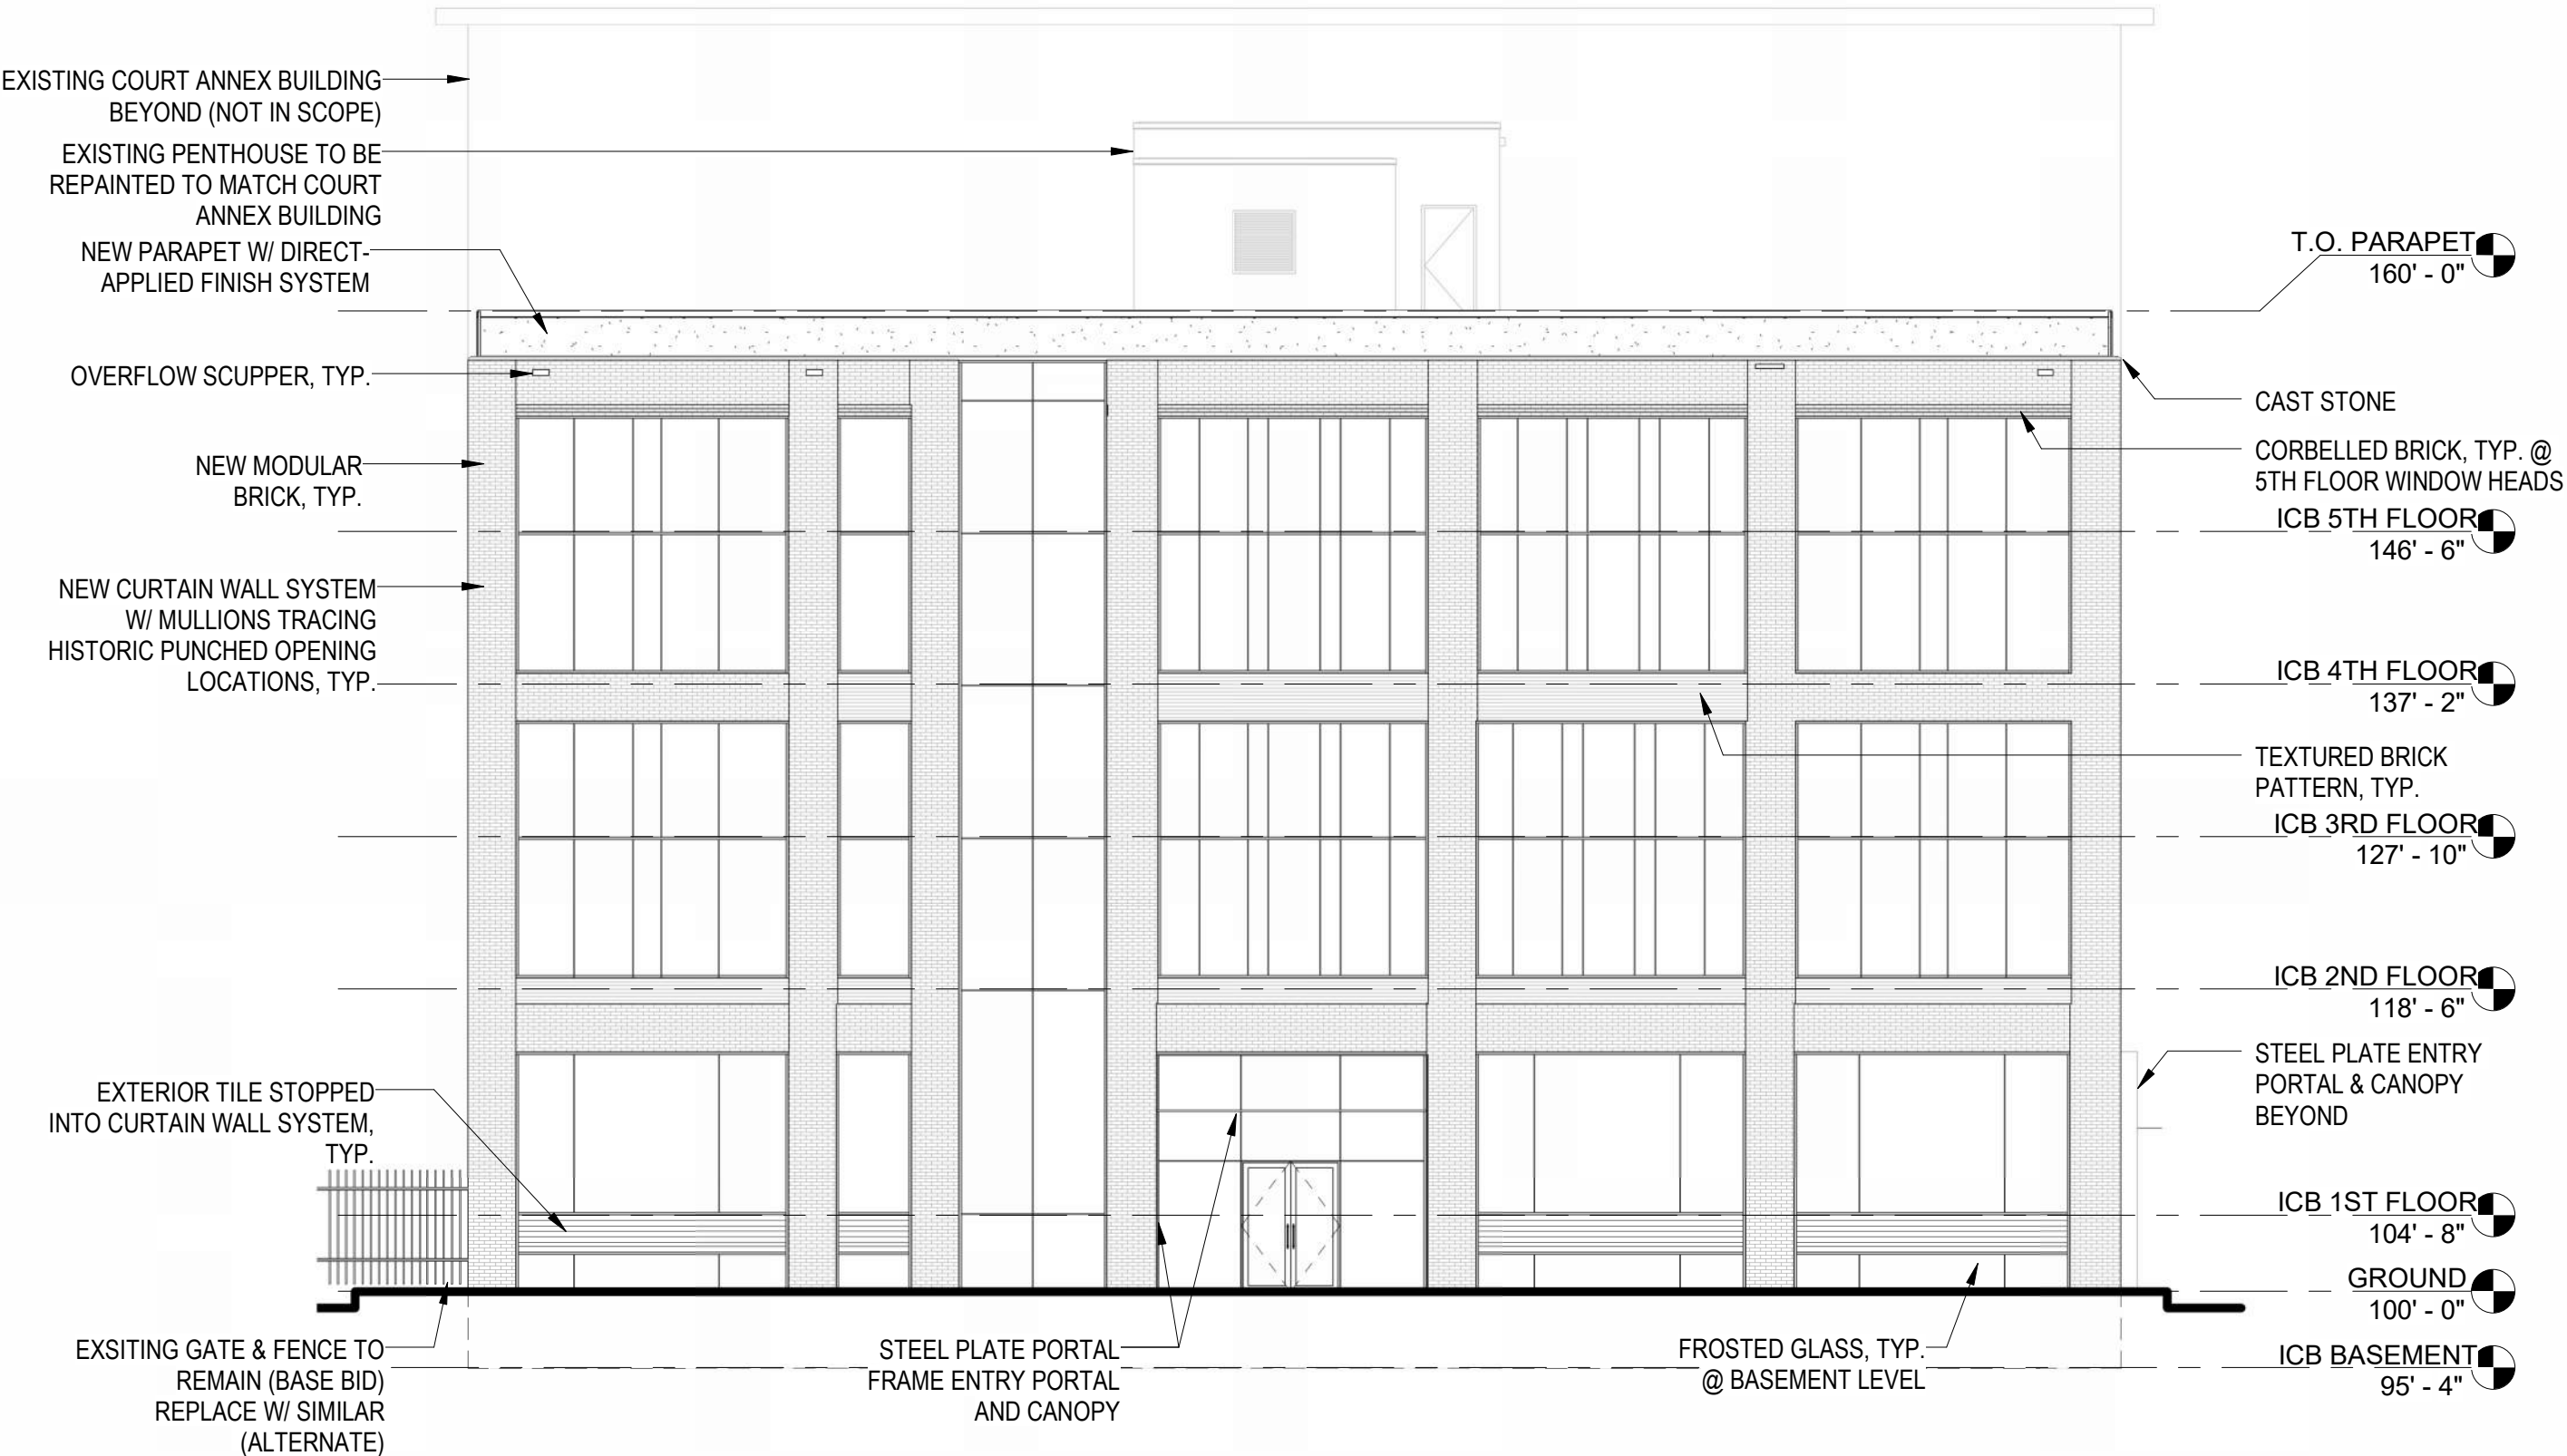 EXISTING COURT ANNEX BUILDING
BEYOND (NOT IN SCOPE)
EXISTING PENTHOUSE TO BE
REPAINTED TO MATCH COURT
ANNEX BUILDING
NEW PARAPET W/ DIRECT-
APPLIED FINISH SYSTEM
OVERFLOW SCUPPER, TYP.
NEW MODULAR
BRICK, TYP.
NEW CURTAIN WALL SYSTEM
W/ MULLIONS TRACING
HISTORIC PUNCHED OPENING
LOCATIONS, TYP.
EXTERIOR TILE STOPPED
INTO CURTAIN WALL SYSTEM,
TYP.
EXSITING GATE & FENCE TO
REMAIN (BASE BID)
REPLACE W/ SIMILAR
(ALTERNATE)
STEEL PLATE PORTAL
FRAME ENTRY PORTAL
AND CANOPY
FROSTED GLASS, TYP.
@ BASEMENT LEVEL
T.O. PARAPET
160' - 0"
CAST STONE
CORBELLED BRICK, TYP. @
5TH FLOOR WINDOW HEADS
ICB 5TH FLOOR
146' - 6"
ICB 4TH FLOOR
137' - 2"
TEXTURED BRICK
PATTERN, TYP.
ICB 3RD FLOOR
127' - 10"
ICB 2ND FLOOR
118' - 6"
STEEL PLATE ENTRY
PORTAL & CANOPY
BEYOND
ICB 1ST FLOOR
104' - 8"
GROUND
100' - 0"
ICB BASEMENT
95' - 4"